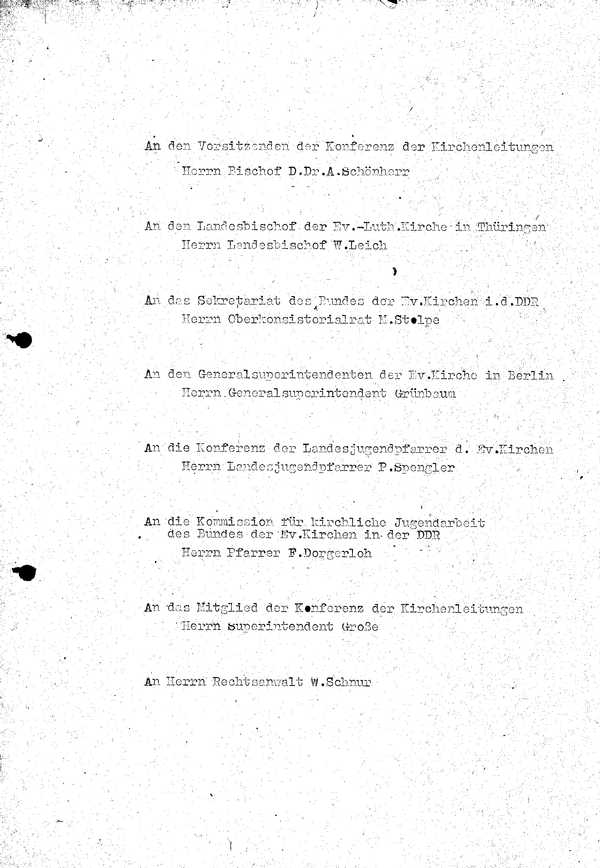 An den Vorsitzenden der Konferenz der Kirchenleitungen
Herrn Bischof D.Dr.A.Schönherr
An den Landesbischof der Ev.-Luth.Kirche in Thüringen
Herrn Landesbischof W.Leich
An das Sekretariat des Bundes der Ev.Kirchen i.d.DDR
Herrn Oberkonsistorialrat M.Stolpe
An den Generalsuperintendenten der Ev.Kirche in Berlin
Herrn Generalsuperintendent Grünbaum
An die Konferenz der Landesjugendpfarrer d. Ev.Kirchen
Herrn Landesjugendpfarrer P.Spengler
An die Kommission für kirchliche Jugendarbeit
des Bundes der Ev.Kirchen in der DDR
Herrn Pfarrer F.Dorgerloh
An das Mitglied der Konferenz der Kirchenleitungen
Herrn Superintendent Große
An Herrn Rechtsanwalt W.Schnur